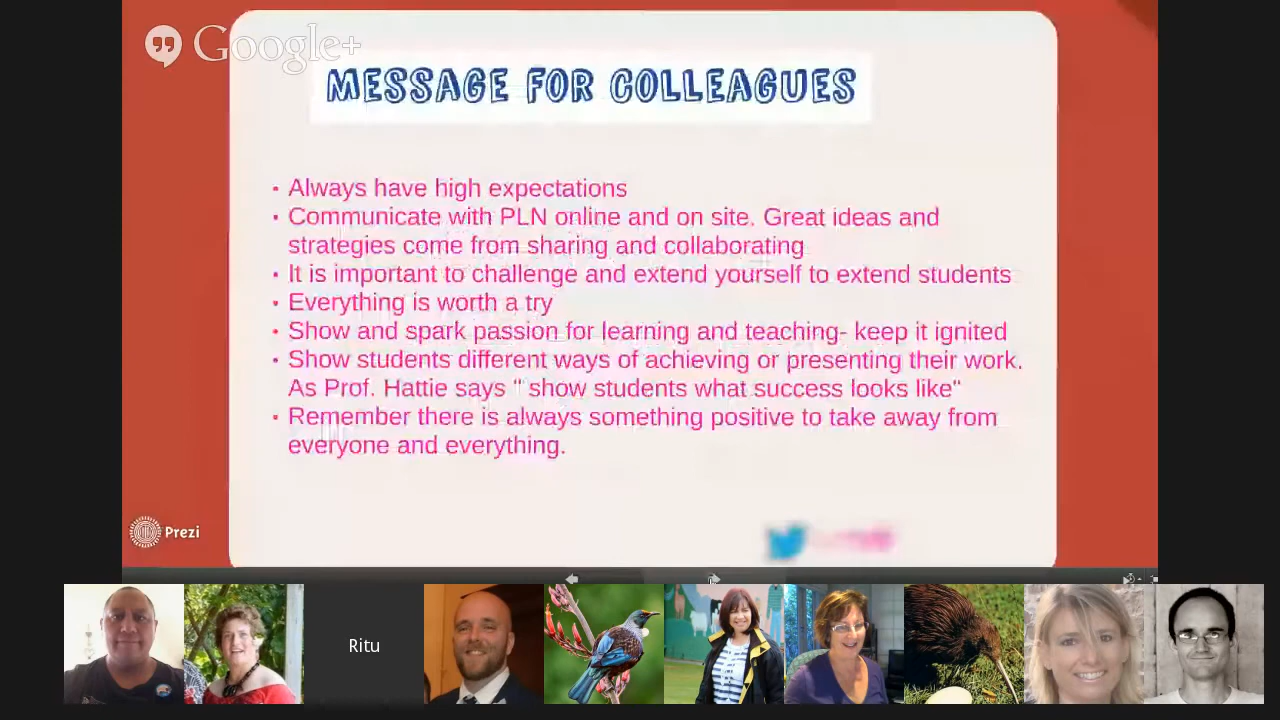 Google+
MESSAGE FOR COLLEAGUES
• Always have high expectations
• Communicate with PLN online and on site. Great ideas and
strategies come from sharing and collaborating
• It is important to challenge and extend yourself to extend students
• Everything is worth a try
• Show and spark passion for learning and teaching- keep it ignited
• Show students different ways of achieving or presenting their work.
As Prof. Hattie says " show students what success looks like"
• Remember there is always something positive to take away from
everyone and everything.
Prezi
Ritu